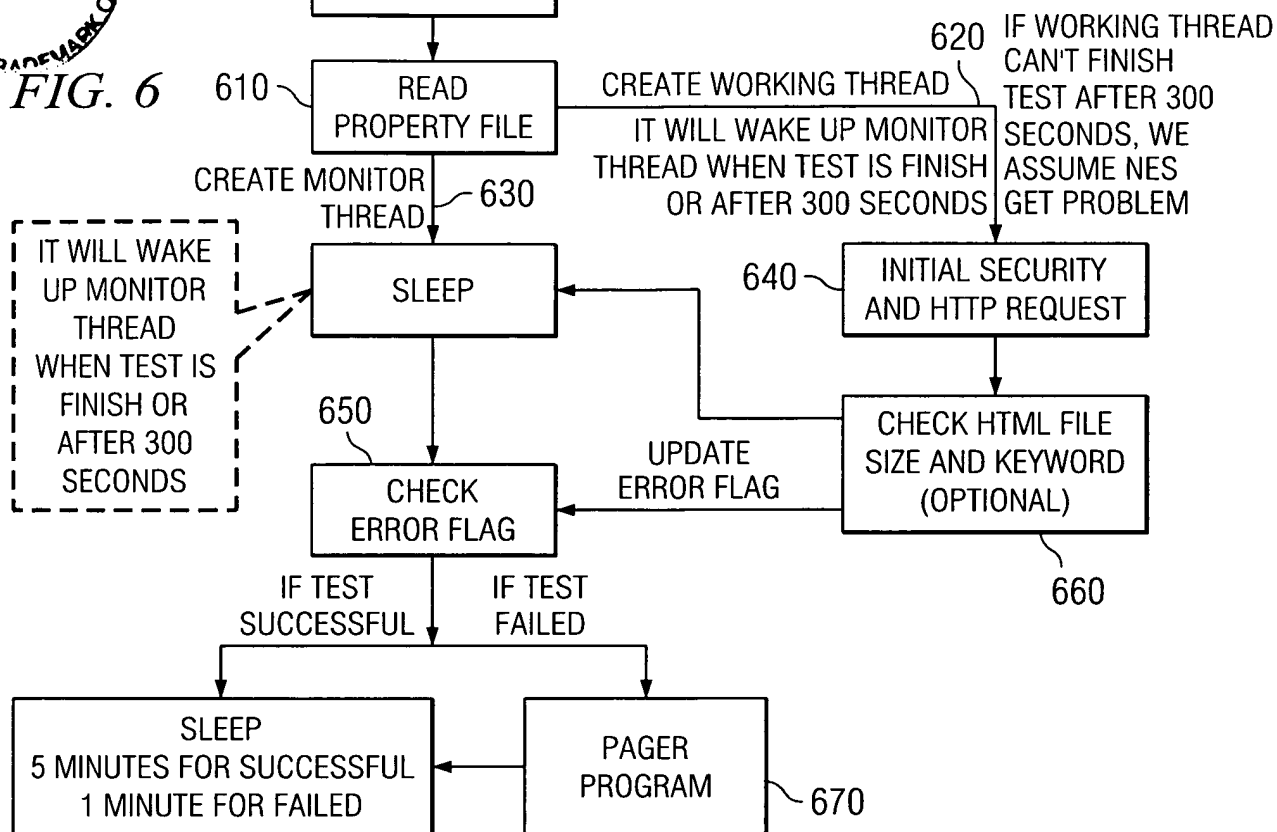 TRADEMARK O
FIG. 6
610
READ
PROPERTY FILE
CREATE WORKING THREAD
620
IF WORKING THREAD
CAN'T FINISH
TEST AFTER 300
SECONDS, WE
ASSUME NES
GET PROBLEM
IT WILL WAKE UP MONITOR
THREAD WHEN TEST IS FINISH
OR AFTER 300 SECONDS
CREATE MONITOR
THREAD
630
IT WILL WAKE
UP MONITOR
THREAD
WHEN TEST IS
FINISH OR
AFTER 300
SECONDS
SLEEP
640
INITIAL SECURITY
AND HTTP REQUEST
650
CHECK
ERROR FLAG
UPDATE
ERROR FLAG
CHECK HTML FILE
SIZE AND KEYWORD
(OPTIONAL)
660
IF TEST
SUCCESSFUL
IF TEST
FAILED
SLEEP
5 MINUTES FOR SUCCESSFUL
1 MINUTE FOR FAILED
PAGER
PROGRAM
670